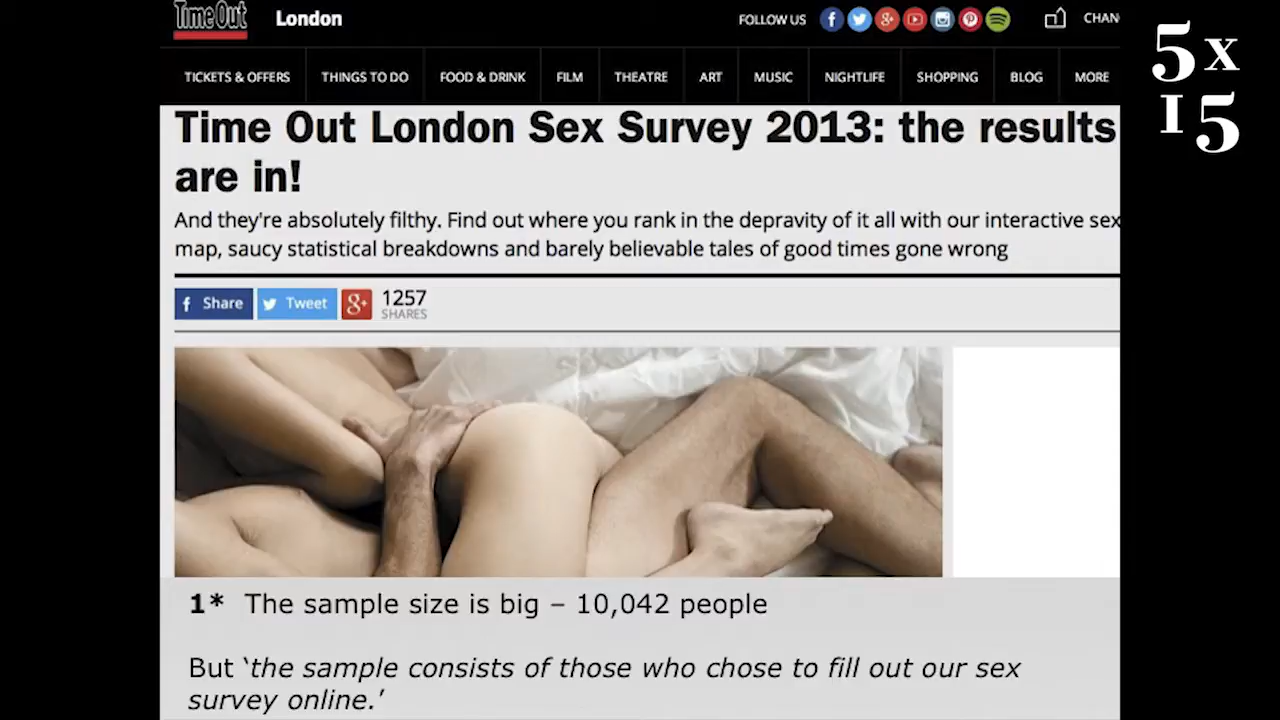 TimeOut London FOLLOW US CHAN
TICKETS & OFFERS THINGS TO DO FOOD & DRINK FILM THEATRE ART MUSIC NIGHTLIFE SHOPPING BLOG MORE
5 x
15
Time Out London Sex Survey 2013: the results
are in!
And they're absolutely filthy. Find out where you rank in the depravity of it all with our interactive sex
map, saucy statistical breakdowns and barely believable tales of good times gone wrong
f Share Tweet g+ 1257
SHARES
1* The sample size is big – 10,042 people
But ‘the sample consists of those who chose to fill out our sex
survey online.’